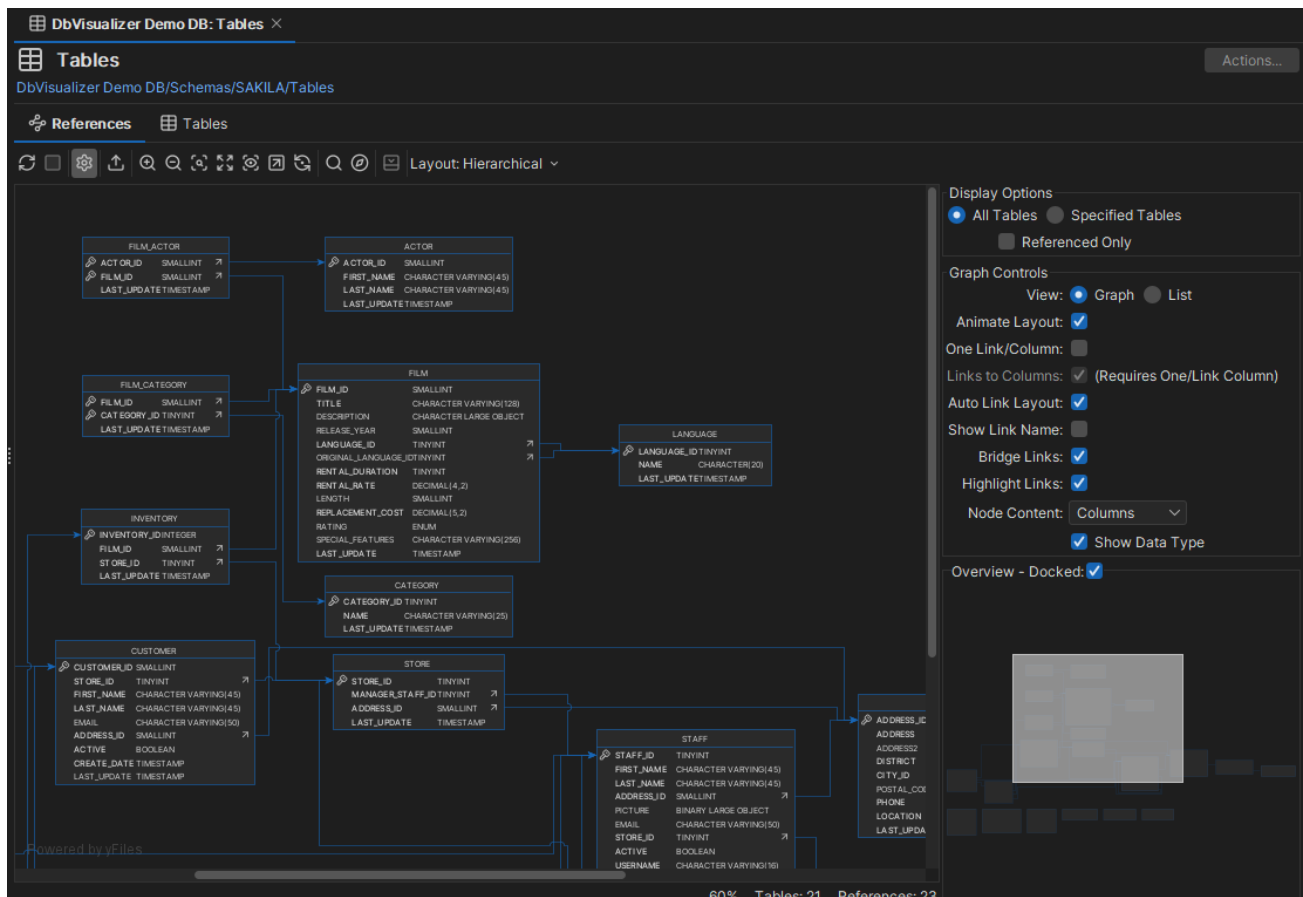 DbVisualizer Demo DB: Tables
Tables
Actions...
DbVisualizer Demo DB/Schemas/SAKILA/Tables
References Tables
Layout: Hierarchical
FILM_ACTOR
ACTOR_ID SMALLINT
FILM_ID SMALLINT
LAST_UPDATE TIMESTAMP
ACTOR
ACTOR_ID SMALLINT
FIRST_NAME CHARACTER VARYING(45)
LAST_NAME CHARACTER VARYING(45)
LAST_UPDATE TIMESTAMP
FILM_CATEGORY
FILM_ID SMALLINT
CATEGORY_ID TINYINT
LAST_UPDATE TIMESTAMP
FILM
FILM_ID SMALLINT
TITLE CHARACTER VARYING(128)
DESCRIPTION CHARACTER LARGE OBJECT
RELEASE_YEAR SMALLINT
LANGUAGE_ID TINYINT
ORIGINAL_LANGUAGE_ID TINYINT
RENTAL_DURATION TINYINT
RENTAL_RATE DECIMAL(4,2)
LENGTH SMALLINT
REPLACEMENT_COST DECIMAL(5,2)
RATING ENUM
SPECIAL_FEATURES CHARACTER VARYING(256)
LAST_UPDATE TIMESTAMP
LANGUAGE
LANGUAGE_ID TINYINT
NAME CHARACTER(20)
LAST_UPDATE TIMESTAMP
INVENTORY
INVENTORY_ID INTEGER
FILM_ID SMALLINT
STORE_ID TINYINT
LAST_UPDATE TIMESTAMP
CATEGORY
CATEGORY_ID TINYINT
NAME CHARACTER VARYING(25)
LAST_UPDATE TIMESTAMP
CUSTOMER
CUSTOMER_ID SMALLINT
STORE_ID TINYINT
FIRST_NAME CHARACTER VARYING(45)
LAST_NAME CHARACTER VARYING(45)
EMAIL CHARACTER VARYING(50)
ADDRESS_ID SMALLINT
ACTIVE BOOLEAN
CREATE_DATE TIMESTAMP
LAST_UPDATE TIMESTAMP
STORE
STORE_ID TINYINT
MANAGER_STAFF_ID TINYINT
ADDRESS_ID SMALLINT
LAST_UPDATE TIMESTAMP
STAFF
STAFF_ID TINYINT
FIRST_NAME CHARACTER VARYING(45)
LAST_NAME CHARACTER VARYING(45)
ADDRESS_ID SMALLINT
PICTURE BINARY LARGE OBJECT
EMAIL CHARACTER VARYING(50)
STORE_ID TINYINT
ACTIVE BOOLEAN
USERNAME CHARACTER VARYING(16)
ADDRESS_ID
ADDRESS
ADDRESS2
DISTRICT
CITY_ID
POSTAL_COD
PHONE
LOCATION
LAST_UPDA
Powered by yFiles
60% Tables: 21 References: 23
Display Options
All Tables Specified Tables
Referenced Only
Graph Controls
View: Graph List
Animate Layout:
One Link/Column:
Links to Columns: (Requires One/Link Column)
Auto Link Layout:
Show Link Name:
Bridge Links:
Highlight Links:
Node Content: Columns
Show Data Type
Overview - Docked: